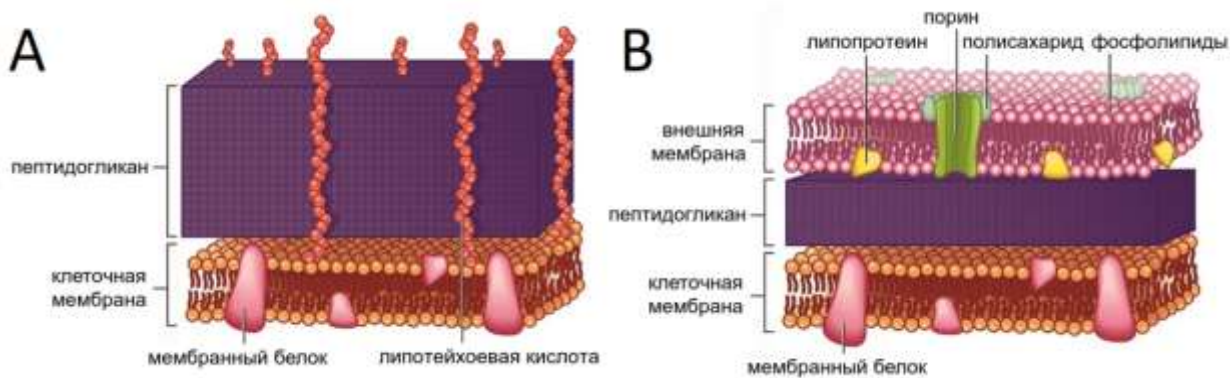 A
пептидогликан
клеточная
мембрана
мембранный белок
липотейхоевая кислота
B
порин
липопротеин
полисахарид
фосфолипиды
внешняя
мембрана
пептидогликан
клеточная
мембрана
мембранный белок